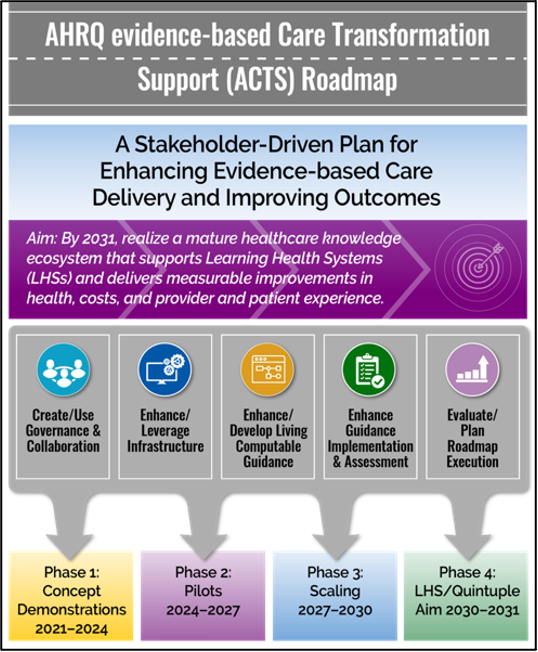 AHRQ evidence-based Care Transformation
Support (ACTS) Roadmap
A Stakeholder-Driven Plan for
Enhancing Evidence-based Care
Delivery and Improving Outcomes
Aim: By 2031, realize a mature healthcare knowledge
ecosystem that supports Learning Health Systems
(LHSs) and delivers measurable improvements in
health, costs, and provider and patient experience.
Create/Use
Governance &
Collaboration
Enhance/
Leverage
Infrastructure
Enhance/
Develop Living
Computable
Guidance
Enhance
Guidance
Implementation
& Assessment
Evaluate/
Plan
Roadmap
Execution
Phase 1:
Concept
Demonstrations
2021–2024
Phase 2:
Pilots
2024–2027
Phase 3:
Scaling
2027–2030
Phase 4:
LHS/Quintuple
Aim 2030–2031